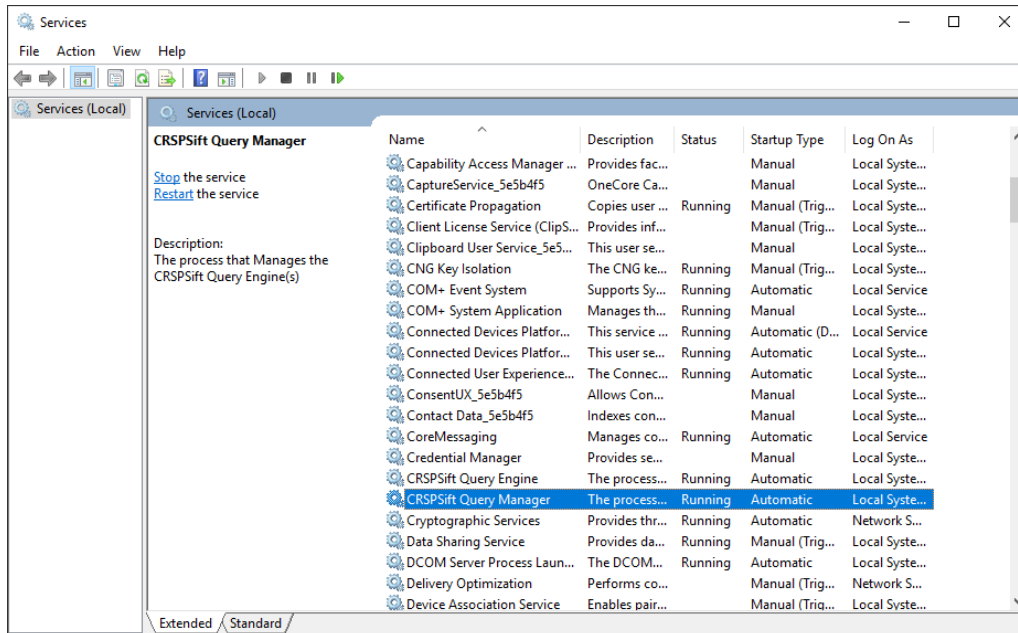 Services
File Action View Help
Services (Local)
Services (Local)
CRSPSift Query Manager
Stop the service
Restart the service
Description:
The process that Manages the
CRSPSift Query Engine(s)
Name Description Status Startup Type Log On As
Capability Access Manager ... Provides fac... Manual Local Syste...
CaptureService_5e5b4f5 OneCore Ca... Manual Local Syste...
Certificate Propagation Copies user ... Running Manual (Trig... Local Syste...
Client License Service (ClipS... Provides inf... Manual (Trig... Local Syste...
Clipboard User Service_5e5... This user se... Manual Local Syste...
CNG Key Isolation The CNG ke... Running Manual (Trig... Local Syste...
COM+ Event System Supports Sy... Running Automatic Local Service
COM+ System Application Manages th... Running Manual Local Syste...
Connected Devices Platfor... This service ... Running Automatic (D... Local Service
Connected Devices Platfor... This user se... Running Automatic Local Syste...
Connected User Experience... The Connec... Running Automatic Local Syste...
ConsentUX_5e5b4f5 Allows Con... Manual Local Syste...
Contact Data_5e5b4f5 Indexes con... Manual Local Syste...
CoreMessaging Manages co... Running Automatic Local Service
Credential Manager Provides se... Manual Local Syste...
CRSPSift Query Engine The process... Running Automatic Local Syste...
CRSPSift Query Manager The process... Running Automatic Local Syste...
Cryptographic Services Provides thr... Running Automatic Network S...
Data Sharing Service Provides da... Running Manual (Trig... Local Syste...
DCOM Server Process Laun... The DCOM... Running Automatic Local Syste...
Delivery Optimization Performs co... Manual (Trig... Network S...
Device Association Service Enables pair... Manual (Trig... Local Syste...
Extended Standard